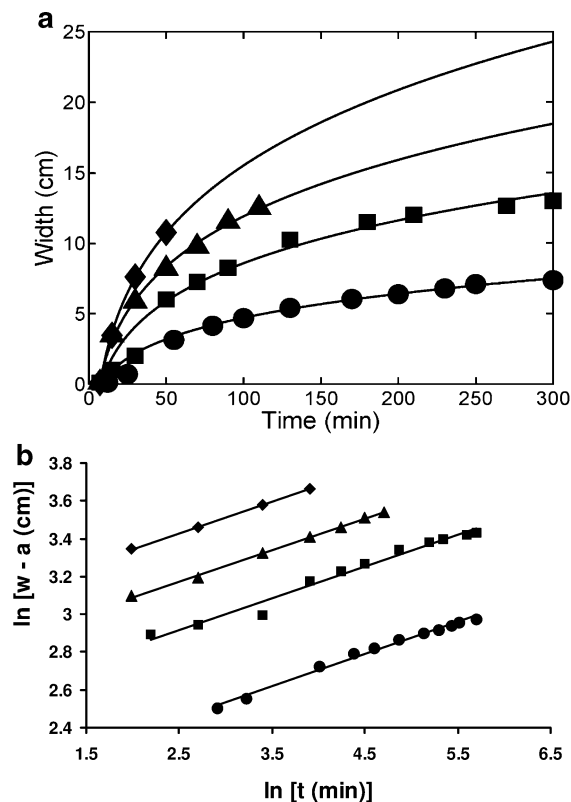 a
25
20
15
10
5
0
Width (cm)
0 50 100 150 200 250 300
Time (min)
b
3.8
3.6
3.4
3.2
3
2.8
2.6
2.4
ln [w - a (cm)]
1.5 2.5 3.5 4.5 5.5 6.5
ln [t (min)]